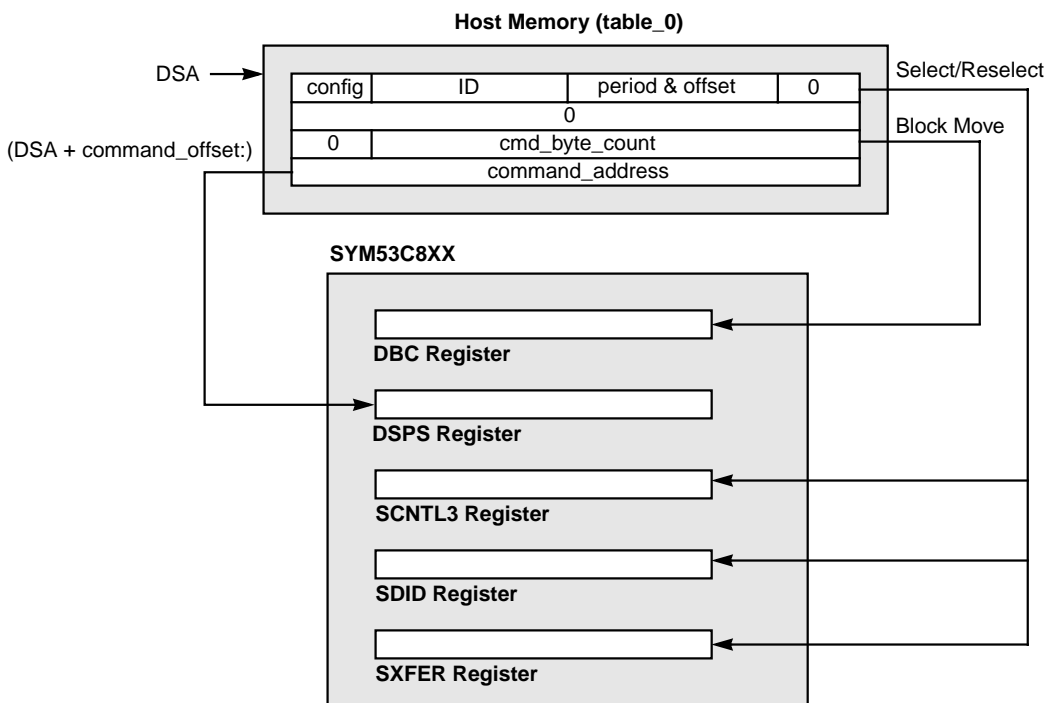 Host Memory (table_0)
DSA
config ID period & offset 0
Select/Reselect
0
Block Move
(DSA + command_offset:)
0 cmd_byte_count
command_address
SYM53C8XX
DBC Register
DSPS Register
SCNTL3 Register
SDID Register
SXFER Register